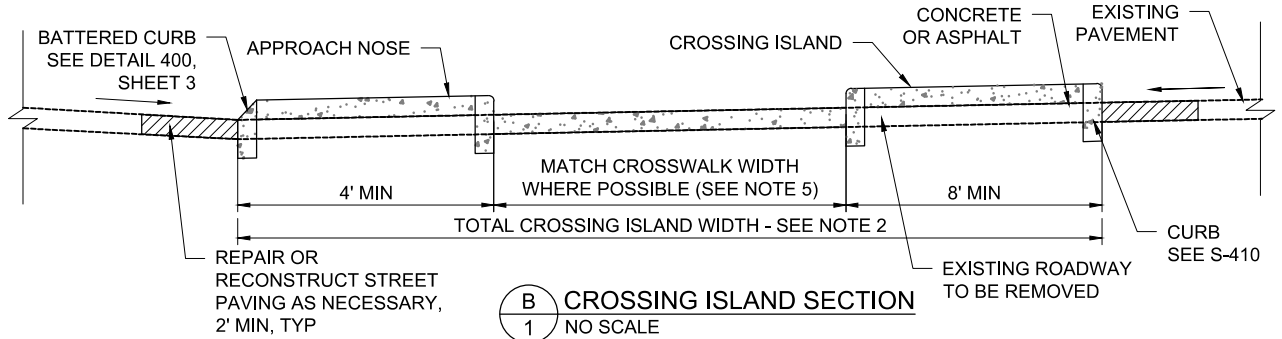 BATTERED CURB
SEE DETAIL 400,
SHEET 3
APPROACH NOSE
CROSSING ISLAND
CONCRETE
OR ASPHALT
EXISTING
PAVEMENT
MATCH CROSSWALK WIDTH
WHERE POSSIBLE (SEE NOTE 5)
4' MIN
8' MIN
TOTAL CROSSING ISLAND WIDTH - SEE NOTE 2
REPAIR OR
RECONSTRUCT STREET
PAVING AS NECESSARY,
2' MIN, TYP
EXISTING ROADWAY
TO BE REMOVED
CURB
SEE S-410
B
1
CROSSING ISLAND SECTION
NO SCALE